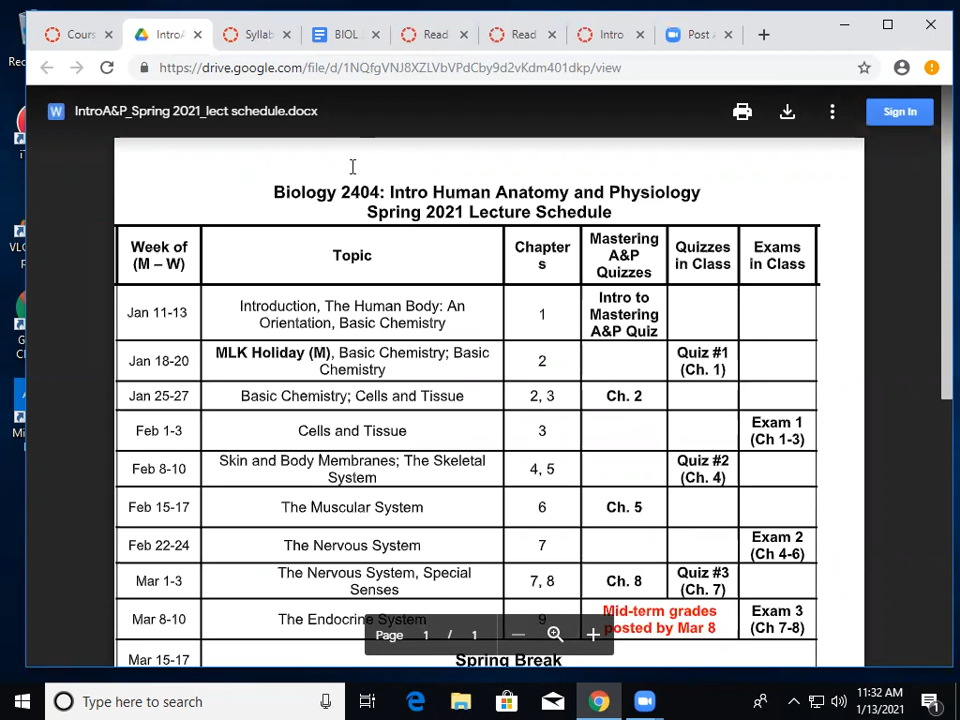 Cours
IntroA
Syllab
BIOL
Read
Read
Intro
Post
https://drive.google.com/file/d/1NQfgVNJ8XZLVbVPdCby9d2vKdm401dkp/view
W IntroA&P_Spring 2021_lect schedule.docx
Sign In
Biology 2404: Intro Human Anatomy and Physiology
Spring 2021 Lecture Schedule
Week of
(M – W)
Topic
Chapter
s
Mastering
A&P
Quizzes
Quizzes
in Class
Exams
in Class
Jan 11-13
Introduction, The Human Body: An
Orientation, Basic Chemistry
1
Intro to
Mastering
A&P Quiz
Jan 18-20
MLK Holiday (M), Basic Chemistry; Basic
Chemistry
2
Quiz #1
(Ch. 1)
Jan 25-27
Basic Chemistry; Cells and Tissue
2, 3
Ch. 2
Feb 1-3
Cells and Tissue
3
Exam 1
(Ch 1-3)
Feb 8-10
Skin and Body Membranes; The Skeletal
System
4, 5
Quiz #2
(Ch. 4)
Feb 15-17
The Muscular System
6
Ch. 5
Feb 22-24
The Nervous System
7
Exam 2
(Ch 4-6)
Mar 1-3
The Nervous System, Special
Senses
7, 8
Ch. 8
Quiz #3
(Ch. 7)
Mar 8-10
The Endocrine System
9
Mid-term grades
posted by Mar 8
Exam 3
(Ch 7-8)
Page 1 / 1
Mar 15-17
Spring Break
Type here to search
11:32 AM
1/13/2021
1